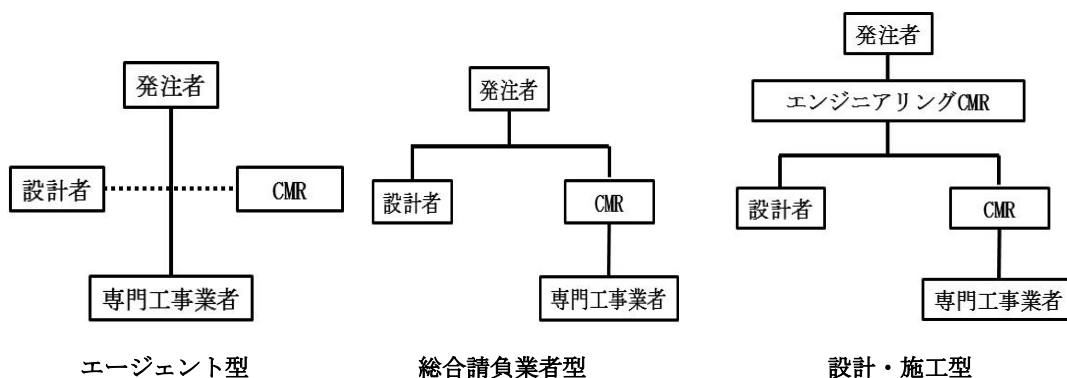 発注者
設計者
CMR
専門工事業者
エージェント型
発注者
設計者
CMR
専門工事業者
総合請負業者型
発注者
エンジニアリングCMR
設計者
CMR
専門工事業者
設計・施工型